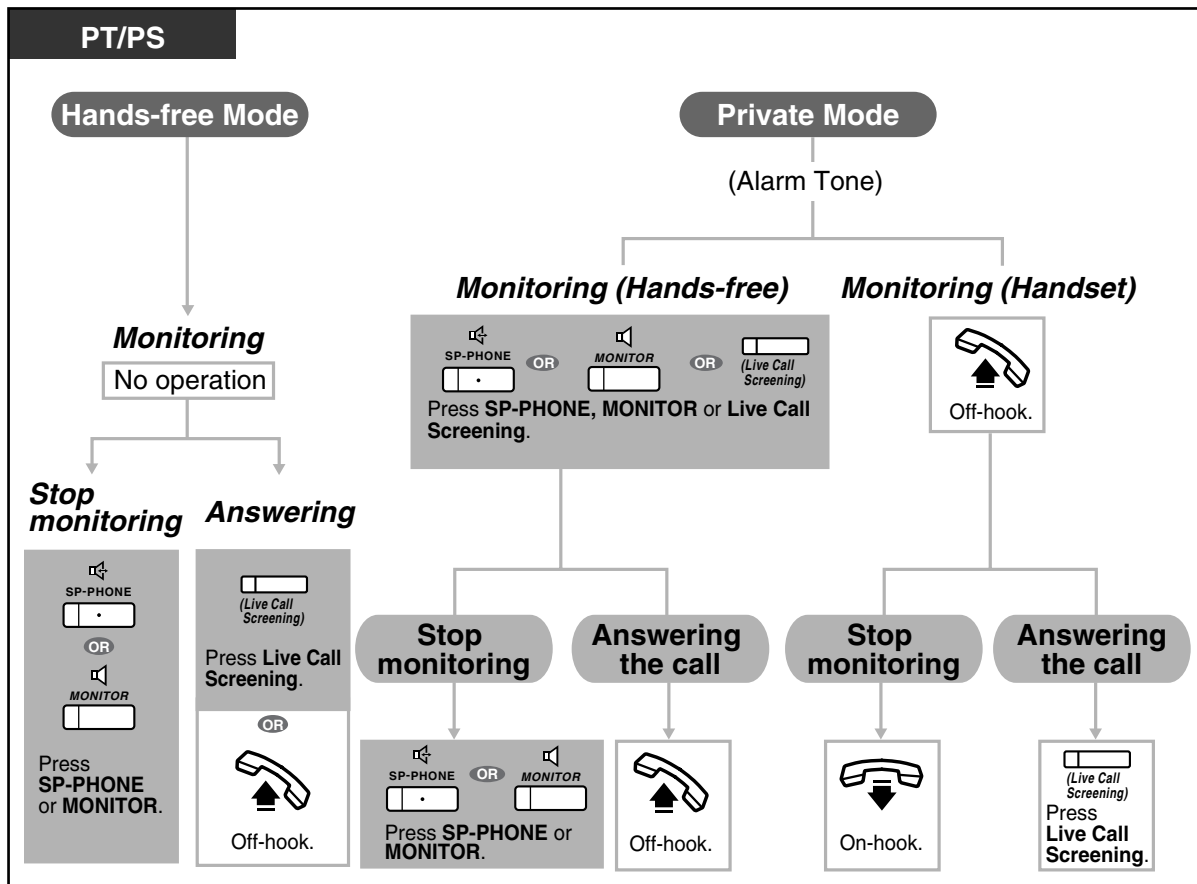 PT/PS
Hands-free Mode
Monitoring
No operation
Stop
monitoring
SP-PHONE
OR
MONITOR
Press
SP-PHONE
or MONITOR.
Answering
(Live Call
Screening)
Press Live Call
Screening.
OR
Off-hook.
Private Mode
(Alarm Tone)
Monitoring (Hands-free)
SP-PHONE
OR
MONITOR
OR
(Live Call
Screening)
Press SP-PHONE, MONITOR or Live Call
Screening.
Stop
monitoring
SP-PHONE
OR
MONITOR
Press SP-PHONE or
MONITOR.
Answering
the call
Off-hook.
Monitoring (Handset)
Off-hook.
Stop
monitoring
On-hook.
Answering
the call
(Live Call
Screening)
Press
Live Call
Screening.